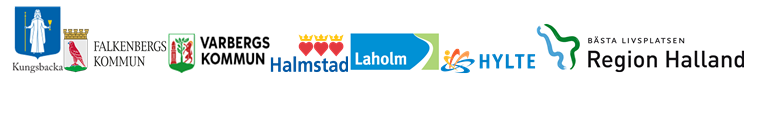 Kungsbacka
FALKENBERGS
KOMMUN
VARBERGS
KOMMUN
Halmstad
Laholm
HYLTE
BÄSTA LIVSPLATSEN
Region Halland